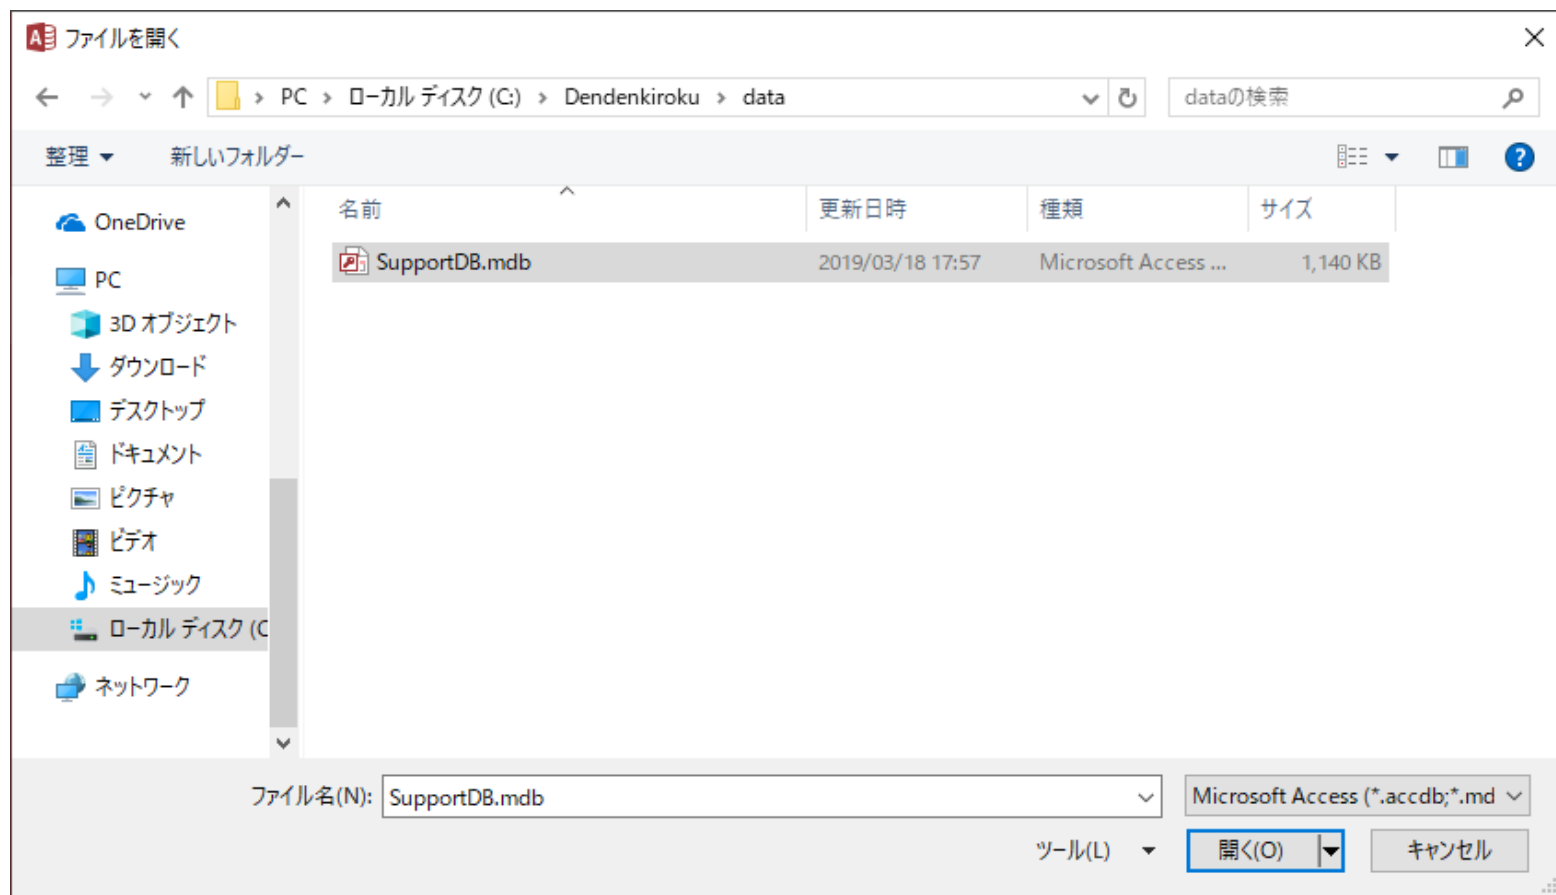 ファイルを開く
PC > ローカル ディスク (C:) > Dendenkiroku > data
dataの検索
整理
新しいフォルダー
OneDrive
PC
3D オブジェクト
ダウンロード
デスクトップ
ドキュメント
ピクチャ
ビデオ
ミュージック
ローカル ディスク (C
ネットワーク
名前 更新日時 種類 サイズ
SupportDB.mdb 2019/03/18 17:57 Microsoft Access ... 1,140 KB
ファイル名(N): SupportDB.mdb
Microsoft Access (*.accdb;*.md
ツール(L) 開く(O) キャンセル